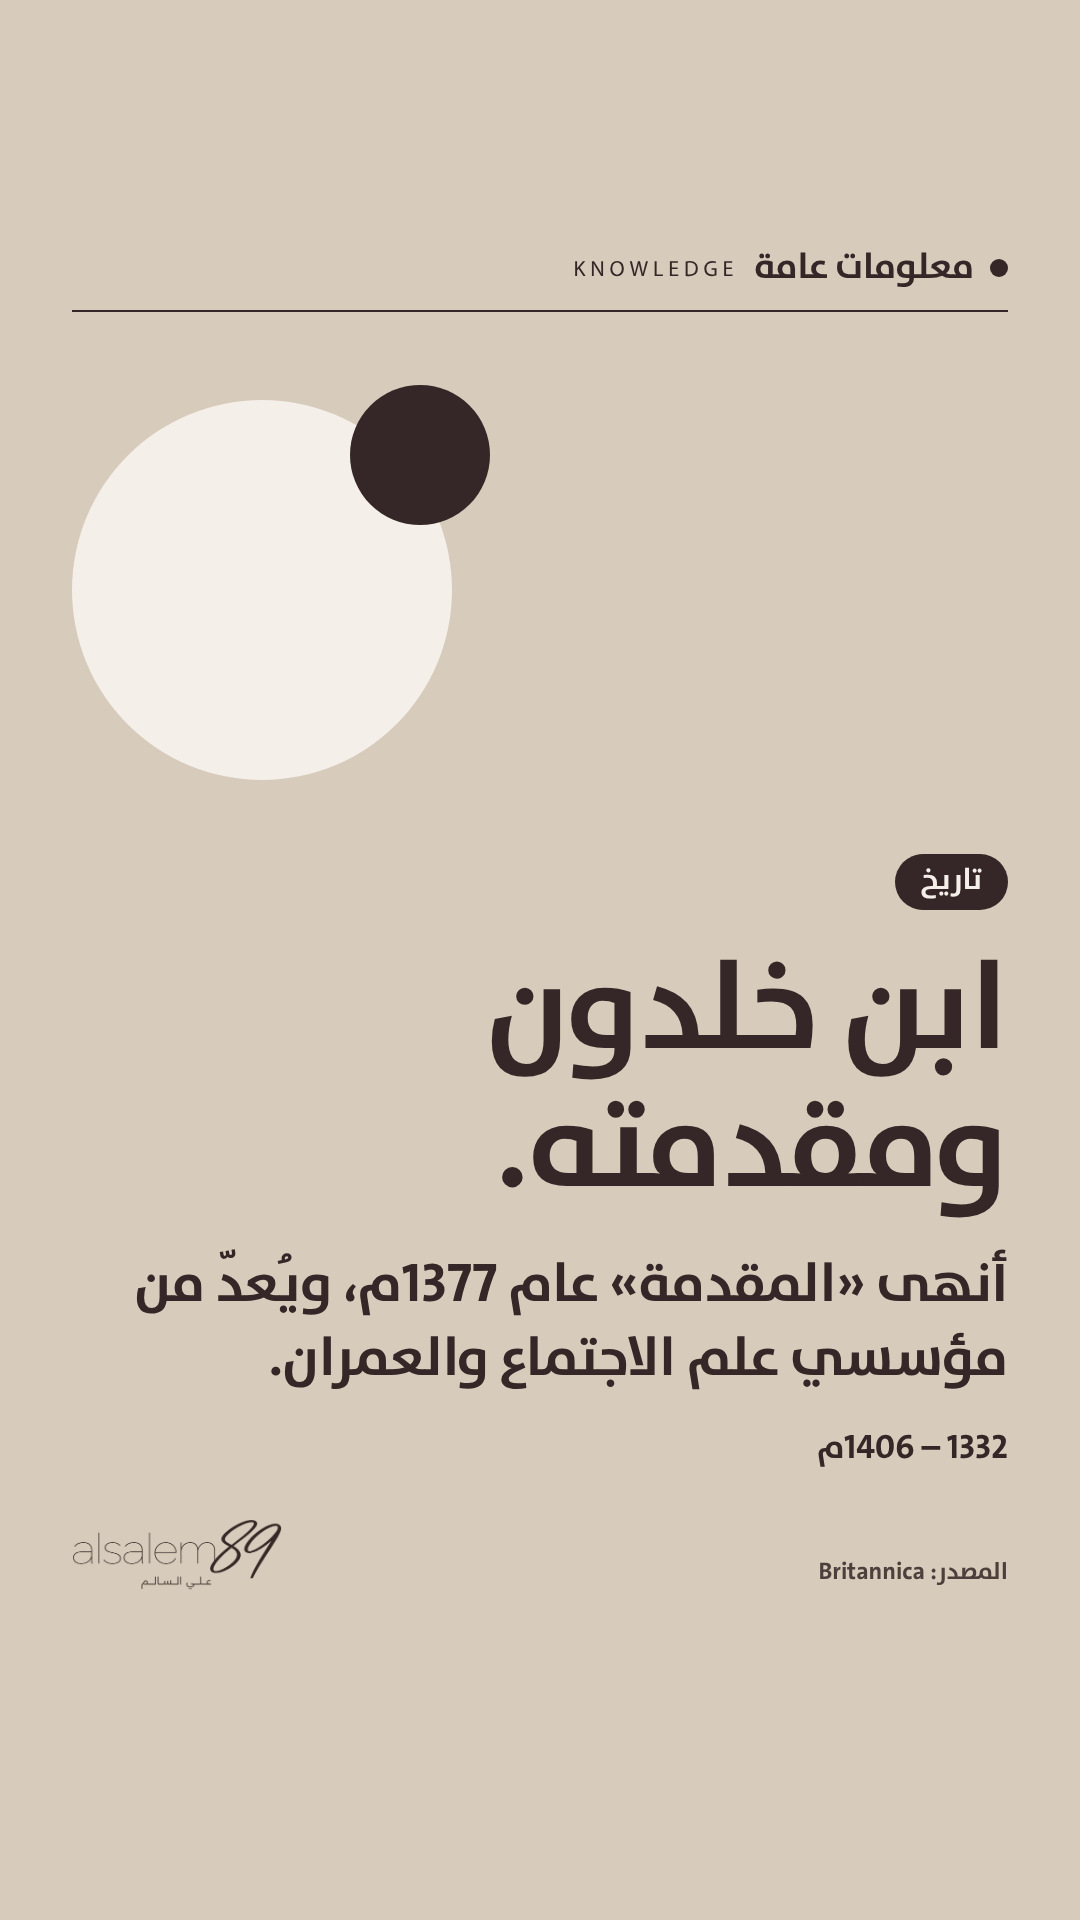 معلومات عامة KNOWLEDGE
تاريخ
ابن خلدون
ومقدمته.
أنهى «المقدمة» عام 1377م، ويُعدّ من
مؤسسي علم الاجتماع والعمران.
1332 – 1406م
المصدر: Britannica
alsalem89
علي السالم